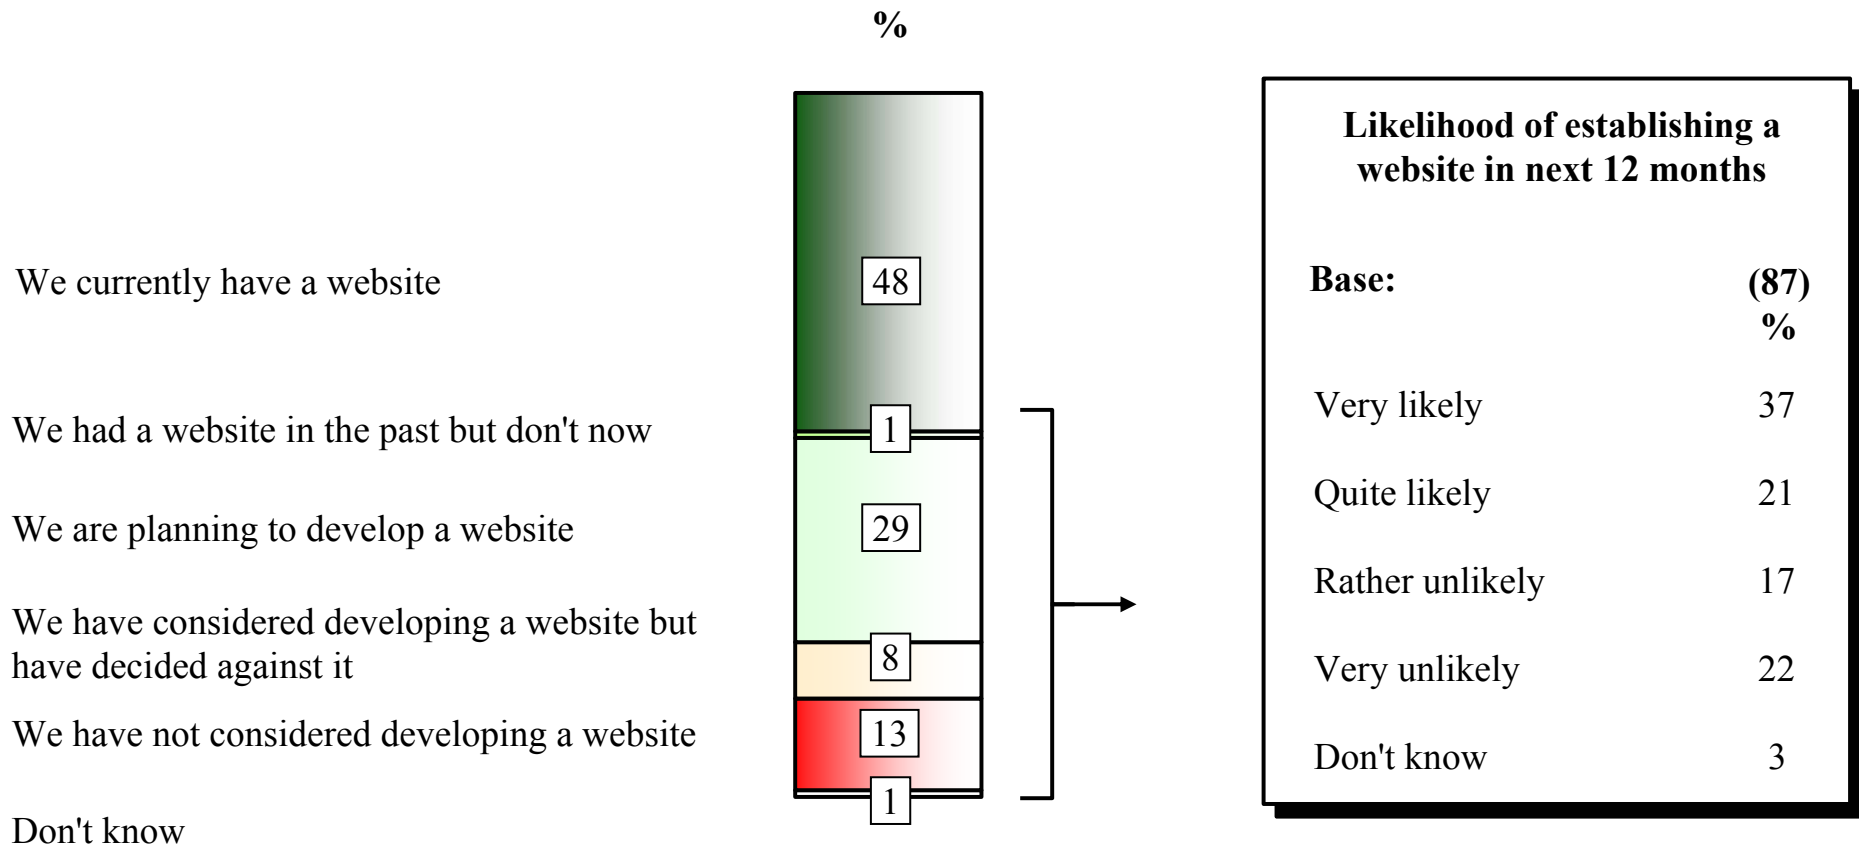 %
We currently have a website 48
We had a website in the past but don't now 1
We are planning to develop a website 29
We have considered developing a website but
have decided against it 8
We have not considered developing a website 13
Don't know 1
Likelihood of establishing a
website in next 12 months
Base: (87)
%
Very likely 37
Quite likely 21
Rather unlikely 17
Very unlikely 22
Don't know 3